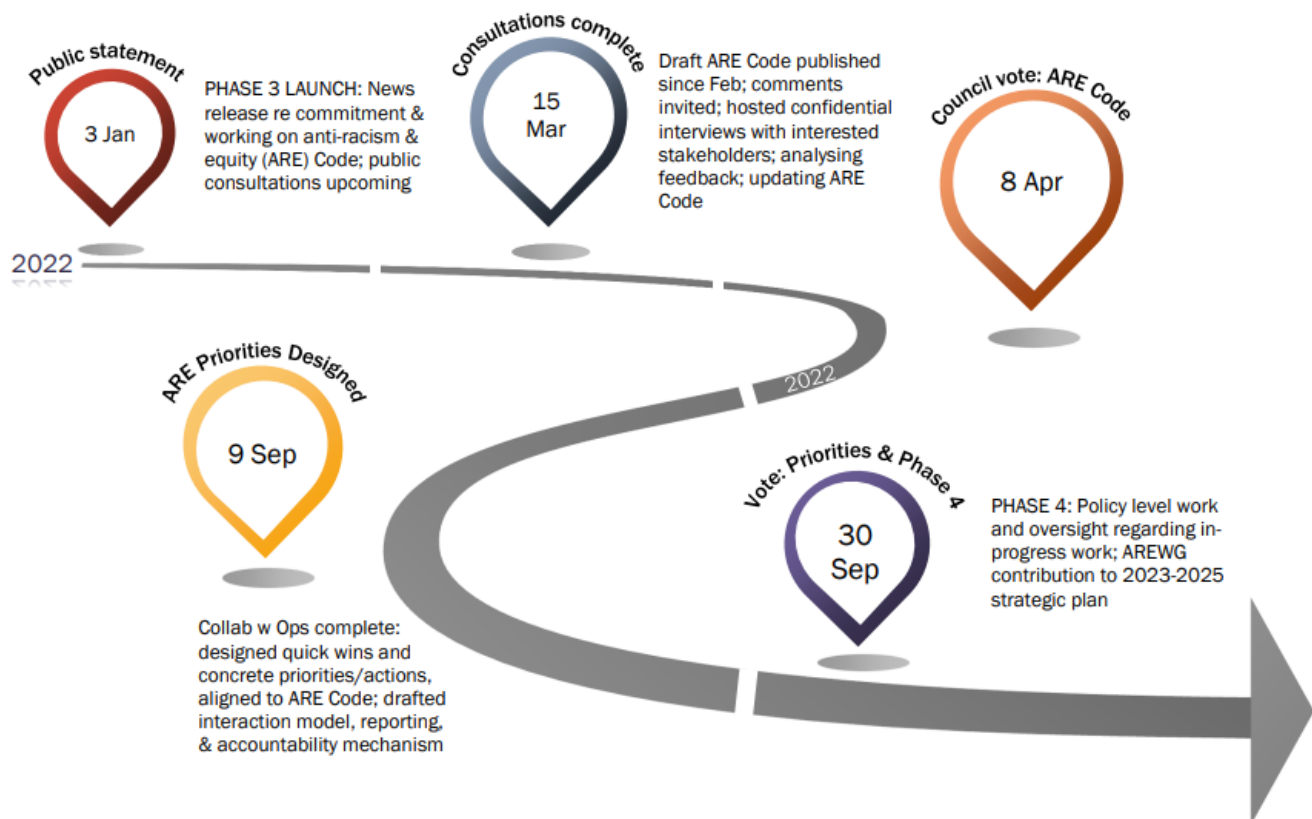 Public statement
3 Jan
PHASE 3 LAUNCH: News
release re commitment &
working on anti-racism &
equity (ARE) Code; public
consultations upcoming
Consultations complete
15
Mar
Draft ARE Code published
since Feb; comments
invited; hosted confidential
interviews with interested
stakeholders; analysing
feedback; updating ARE
Code
Council vote: ARE Code
8 Apr
2022
2022
ARE Priorities Designed
9 Sep
Collab w Ops complete:
designed quick wins and
concrete priorities/actions,
aligned to ARE Code; drafted
interaction model, reporting,
& accountability mechanism
Vote: Priorities & Phase 4
30
Sep
PHASE 4: Policy level work
and oversight regarding in-
progress work; AREWG
contribution to 2023-2025
strategic plan